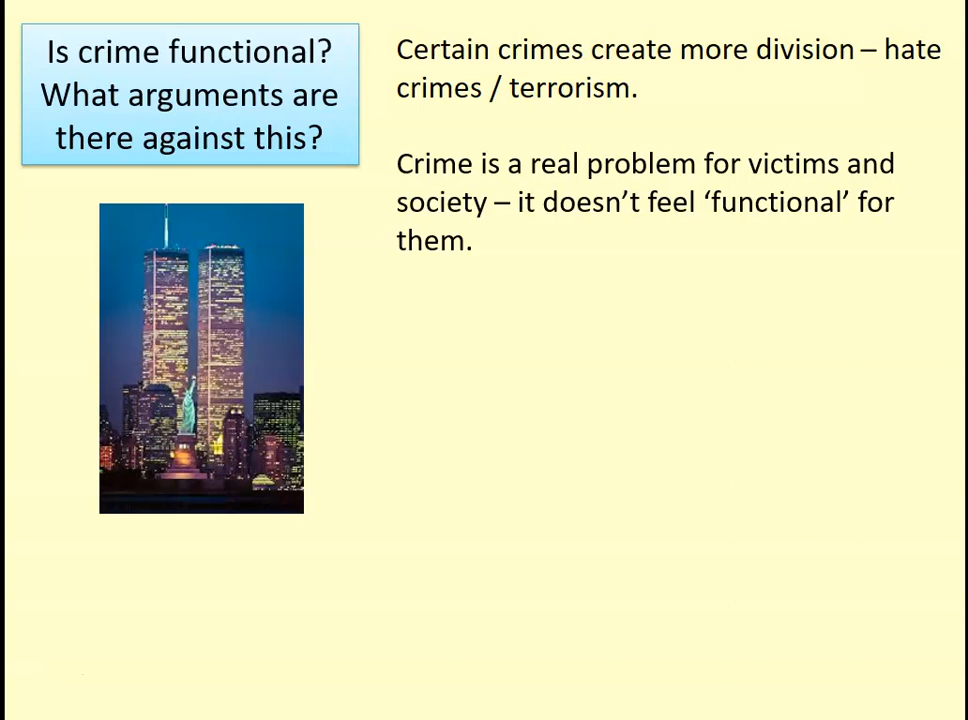 Is crime functional?
What arguments are
there against this?
Certain crimes create more division – hate
crimes / terrorism.
Crime is a real problem for victims and
society – it doesn’t feel ‘functional’ for
them.